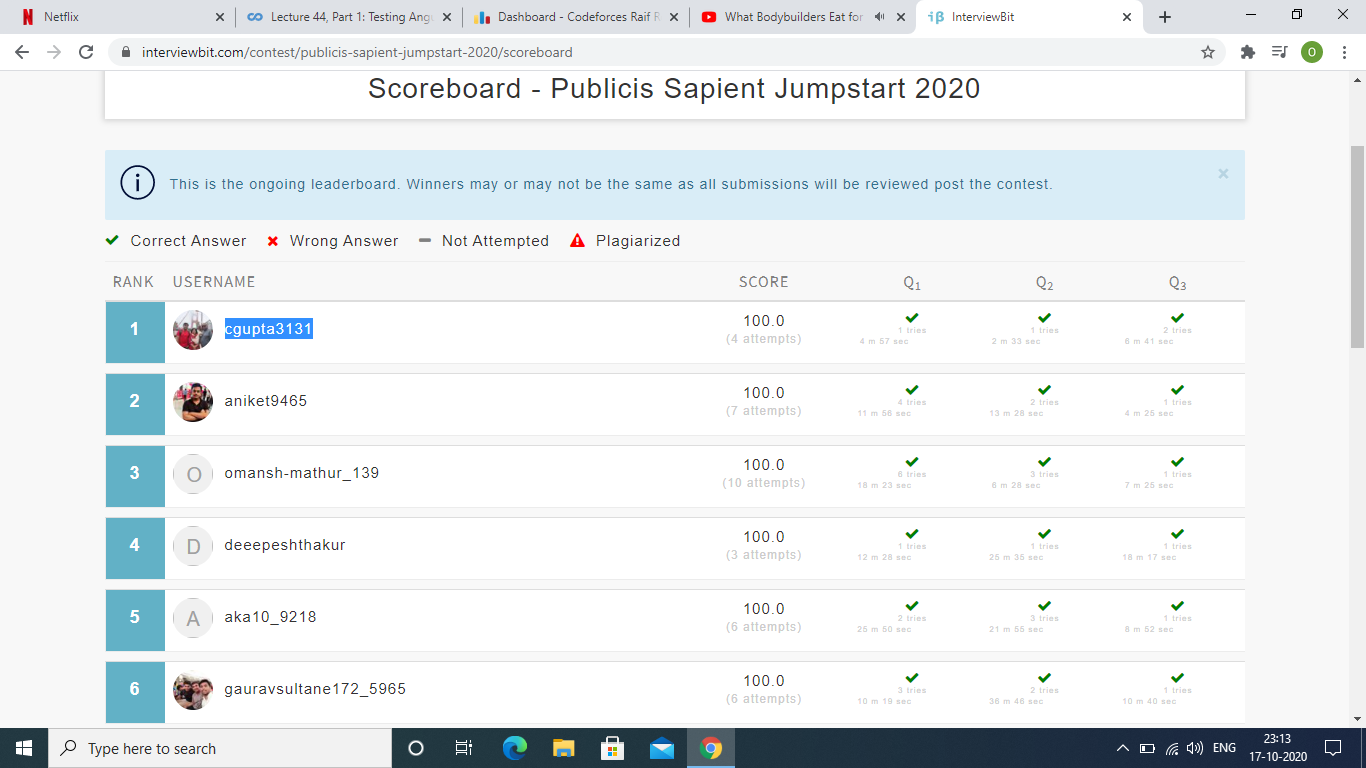 Netflix
Lecture 44, Part 1: Testing Ang
Dashboard - Codeforces Raif R
What Bodybuilders Eat for
InterviewBit
interviewbit.com/contest/publicis-sapient-jumpstart-2020/scoreboard
O
Scoreboard - Publicis Sapient Jumpstart 2020
This is the ongoing leaderboard. Winners may or may not be the same as all submissions will be reviewed post the contest.
Correct Answer Wrong Answer Not Attempted Plagiarized
RANK USERNAME SCORE Q1 Q2 Q3
1 cgupta3131 100.0
(4 attempts)
1 tries 1 tries 2 tries
4 m 57 sec 2 m 33 sec 6 m 41 sec
2 aniket9465 100.0
(7 attempts)
4 tries 2 tries 1 tries
11 m 56 sec 13 m 28 sec 4 m 25 sec
3 O omansh-mathur_139 100.0
(10 attempts)
6 tries 3 tries 1 tries
18 m 23 sec 6 m 28 sec 7 m 25 sec
4 D deeepeshthakur 100.0
(3 attempts)
1 tries 1 tries 1 tries
12 m 28 sec 25 m 35 sec 18 m 17 sec
5 A aka10_9218 100.0
(6 attempts)
2 tries 3 tries 1 tries
25 m 50 sec 21 m 55 sec 8 m 52 sec
6 gauravsultane172_5965 100.0
(6 attempts)
3 tries 2 tries 1 tries
10 m 19 sec 36 m 46 sec 10 m 40 sec
Type here to search
ENG
23:13
17-10-2020